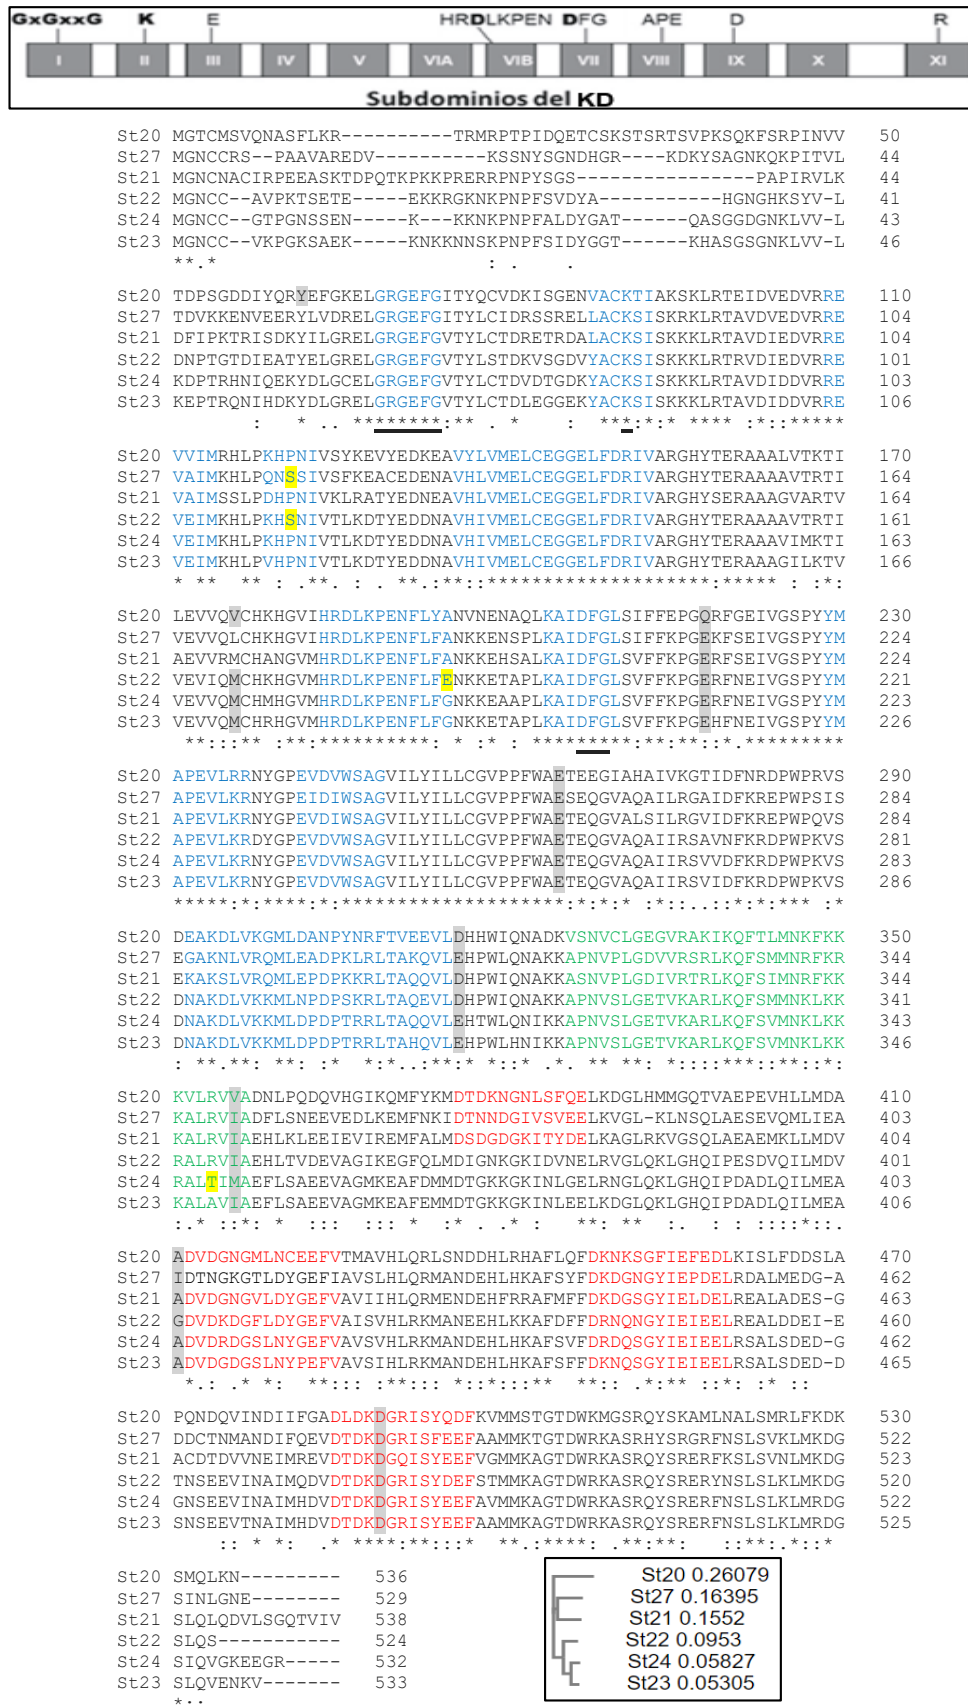 GxGxxG K E HRDLKPEN DFG APE D R
I II III IV V VIA VIB VII VIII IX X XI
Subdominios del KD
St20 MGTCMSVQNASFLKR----------TRMRPTPIDQETCSKSTSRTSVPKSQKFSRPINVV 50
St27 MGNCCRS--PAAVAREDV-------KSSNYSGNDHGR----KDKYSAGNKQKPITVL 44
St21 MGNCNACIRPEEASKTDPQTKPKKPRERRPNPYSGS-----------PAPIRVLK 44
St22 MGNCC--AVPKTSETE-----EKKRGKNKPNPFSVDYA--------HGNGHKSYV-L 41
St24 MGNCC--GTPGNSSEN-----K---KKNKPNPFALDYGAT------QASGGDGNKLVV-L 43
St23 MGNCC--VKPGKSAEK-----KNKKNNSKPNPFSIDYGGT------KHASGSGNKLVV-L 46
**.* : . .
St20 TDPSGDDIYQRYEFGKELGRGEFGITYQCVDKISGENVACKTIAKSKLRTEIDVEDVRRE 110
St27 TDVKKENVEERYLVDRELGRGEFGITYLCIDRSSRELLACKSISKRKLRTAVDVEDVRRE 104
St21 DFIPKTRISDKYILGRELGRGEFGVTYLCTDRETRDALACKSISKKKLRTAVDIEDVRRE 104
St22 DNPTGTDIEATYELGRELGRGEFGVTYLSTDKVSGDVYACKSISKKKLRTAVDIEDVRRE 101
St24 KDPTRHNIQEKYDLGCELGRGEFGVTYLCTDVDTGDKYACKSISKKKLRTAVDIDDVRRE 103
St23 KEPTRQNIHDKYDLGRELGRGEFGVTYLCTDLEGGEKYACKSISKKKLRTAVDIDDVRRE 106
: * .. *********:** . * : ***:*:* **** :*::*****
St20 VVIMRHLPKHPNIVSYKEVYEDKEAVYLVMELCEGGELFDRIVARGHYTERAAALVTKTI 170
St27 VAIMKHLPQNSSIVSFKEACEDENAVHLVMELCEGGELFDRIVARGHYTERAAAAVTRTI 164
St21 VAIMSSLPDHPNIVKLRATYEDNEAVHLVMELCEGGELFDRIVARGHYSERAAAGVARTV 164
St22 VEIMKHLPKHSNIVTLKDTYEDDNAVHIVMELCEGGELFDRIVARGHYTERAAAAVTRTI 161
St24 VEIMKHLPKHPNIVTLKDTYEDDNAVHIVMELCEGGELFDRIVARGHYTERAAAVIMKTI 163
St23 VEIMKHLPVHPNIVTLKDTYEDDNAVHIVMELCEGGELFDRIVARGHYTERAAAGILKTV 166
* ** ** : .**. : **.:**::********************:***** : :*:
St20 LEVVQVCHKHGVIHRDLKPENFLYANVNENAQLKAIDFGLSIFFEPGQRFGEIVGSPYYM 230
St27 VEVVQLCHKHGVIHRDLKPENFLFANKKENSPLKAIDFGLSIFFKPGEKFSEIVGSPYYM 224
St21 AEVVRMCHANGVMHRDLKPENFLFANKKEHSALKAIDFGLSVFFKPGERFSEIVGSPYYM 224
St22 VEVIQMCHKHGVMHRDLKPENFLFENKKETAPLKAIDFGLSVFFKPGERFNEIVGSPYYM 221
St24 VEVVQMCHMHGVMHRDLKPENFLFGNKKEAAPLKAIDFGLSVFFKPGERFNEIVGSPYYM 223
St23 VEVVQMCHRHGVMHRDLKPENFLFGNKKETAPLKAIDFGLSVFFKPGEHFNEIVGSPYYM 226
**:::** :**:**********: * :* : *********:**:**::*.*********
St20 APEVLRRNYGPEVDVWSAGVILYILLCGVPPFWAETEEGIAHAIVKGTIDFNRDPWPRVS 290
St27 APEVLKRNYGPEIDIWSAGVILYILLCGVPPFWAESEQGVAQAILRGAIDFKREPWPSIS 284
St21 APEVLKRNYGPEVDIWSAGVILYILLCGVPPFWAETEQGVALSILRGVIDFKREPWPQVS 284
St22 APEVLKRDYGPEVDVWSAGVILYILLCGVPPFWAETEQGVAQAIIRSAVNFKRDPWPKVS 281
St24 APEVLKRNYGPEVDVWSAGVILYILLCGVPPFWAETEQGVAQAIIRSVVDFKRDPWPKVS 283
St23 APEVLKRNYGPEVDVWSAGVILYILLCGVPPFWAETEQGVAQAIIRSVIDFKRDPWPKVS 286
*****:*:****:*:********************:*:*:* :*::..::*:*:*** :*
St20 DEAKDLVKGMLDANPYNRFTVEEVLDHHWIQNADKVSNVCLGEGVRAKIKQFTLMNKFKK 350
St27 EGAKNLVRQMLEADPKLRLTAKQVLEHPWLQNAKKAPNVPLGDVVRSRLKQFSMMNRFKR 344
St21 EKAKSLVRQMLEPDPKKRLTAQQVLEHPWIQNAKKASNVPLGDIVRTRLKQFSIMNRFKK 344
St22 DNAKDLVKKMLNPDPSKRLTAQEVLDHPWIQNAKKAPNVSLGETVKARLKQFSMMNKLKK 341
St24 DNAKDLVKKMLDPDPTRRLTAQQVLEHTWLQNIKKAPNVSLGETVKARLKQFSVMNKLKK 343
St23 DNAKDLVKKMLDPDPTRRLTAHQVLEHPWLHNIKKAPNVSLGETVKARLKQFSVMNKLKK 346
: **.**: **: :* *:*..:**:* *::* .*. ** **: *::::***::**::*:
St20 KVLRVVADNLPQDQVHGIKQMFYKMDTDKNGNLSFQELKDGLHMMGQTVAEPEVHLLMDA 410
St27 KALRVIADFLSNEEVEDLKEMFNKIDTNNDGIVSVEELKVGL-KLNSQLAESEVQMLIEA 403
St21 KALRVIAEHLKLEEIEVIREMFALMDSDGDGKITYDELKAGLRKVGSQLAEAEMKLLMDV 404
St22 RALRVIAEHLTVDEVAGIKEGFQLMDIGNKGKIDVNELRVGLQKLGHQIPESDVQILMDV 401
St24 RALTIMAEFLSAEEVAGMKEAFDMMDTGKKGKINLGELRNGLQKLGHQIPDADLQILMEA 403
St23 KALAVIAEFLSAEEVAGMKEAFDMMDTGKKGKINLEELKDGLQKLGHQIPDADLQILMEA 406
:.* ::*: * ::: ::: * :* .* : **: ** :. :. ::::*::.
St20 ADVDGNGMLNCEEFVTMAVHLQRLSNDDHLRHAFLQFDKNKSGFIEFEDLKISLFDDSLA 470
St27 IDTNGKGTLDYGEFIAVSLHLQRMANDEHLHKAFSYFDKDGNGYIEPDELRDALMEDG-A 462
St21 ADVDGNGVLDYGEFVAVIIHLQRMENDEHFRRAFMFFDKDGSGYIELDELREALADES-G 463
St22 GDVDKDGFLDYGEFVAISVHLRKMANDEHLKKAFDFFDRNQNGYIEIEELREALDDEI-E 460
St24 ADVDRDGSLNYGEFVAVSVHLRKMANDEHLHKAFSVFDRDQSGYIEIEELRSALSDED-G 462
St23 ADVDGDGSLNYPEFVAVSIHLRKMANDEHLHKAFSFFDKNQSGYIEIEELRSALSDED-D 465
*.: .* *: **::: :**::: **:*:::** **:: .*:** ::*: :* ::
St20 PQNDQVINDIIFGADLDKDGRISYQDFKVMMSTGTDWKMGSRQYSKAMLNALSMRLFKDK 530
St27 DDCTNMANDIFQEVDTDKDGRISFEEFAAMMKTGTDWRKASRHYSRGRFNSLSVKLMKDG 522
St21 ACDTDVVNEIMREVDTDKDGQISYEEFVGMMKAGTDWRKASRQYSRERFKSLSVNLMKDG 523
St22 TNSEEVINAIMQDVDTDKDGRISYDEFSTMMKAGTDWRKASRQYSRERYNSLSLKLMKDG 520
St24 GNSEEVINAIMHDVDTDKDGRISYEEFAVMMKAGTDWRKASRQYSRERFNSLSLKLMRDG 522
St23 SNSEEVTNAIMHDVDTDKDGRISYEEFAAMMKAGTDWRKASRQYSRERFNSLSLKLMRDG 525
:: * *: .* ****:**::* **.:****: .**:**: ::**:.*::*
St20 SMQLKN--------- 536
St27 SINLGNE-------- 529
St21 SLQLQDVLSGQTVIV 538
St22 SLQS----------- 524
St24 SIQVGKEEGR----- 532
St23 SLQVENKV------- 533
*::
St20 0.26079
St27 0.16395
St21 0.1552
St22 0.0953
St24 0.05827
St23 0.05305